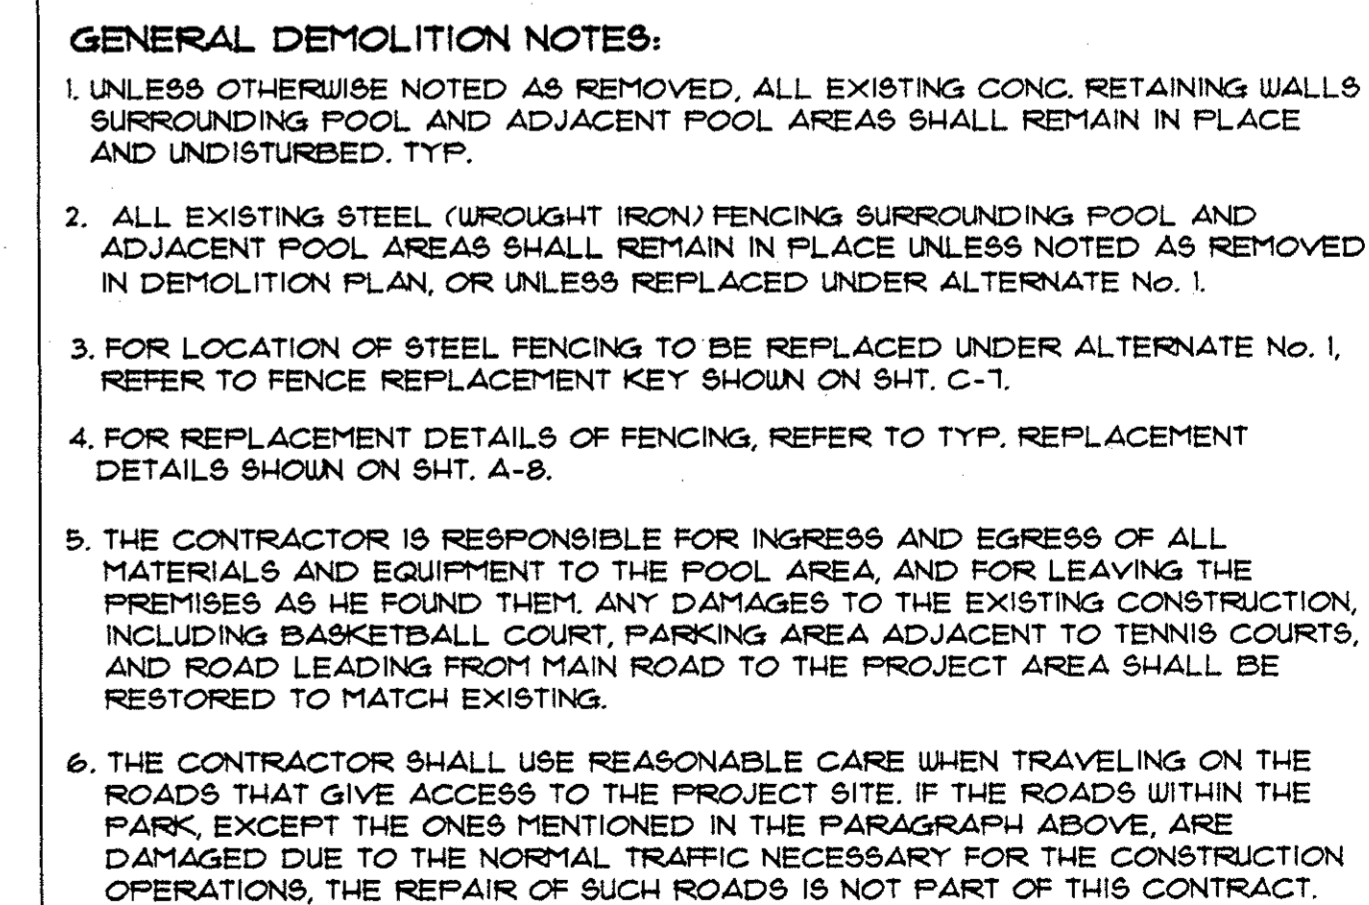 GENERAL DEMOLITION NOTES:
1. UNLESS OTHERWISE NOTED AS REMOVED, ALL EXISTING CONC. RETAINING WALLS
SURROUNDING POOL AND ADJACENT POOL AREAS SHALL REMAIN IN PLACE
AND UNDISTURBED. TYP.
2. ALL EXISTING STEEL (WROUGHT IRON) FENCING SURROUNDING POOL AND
ADJACENT POOL AREAS SHALL REMAIN IN PLACE UNLESS NOTED AS REMOVED
IN DEMOLITION PLAN, OR UNLESS REPLACED UNDER ALTERNATE No. 1.
3. FOR LOCATION OF STEEL FENCING TO BE REPLACED UNDER ALTERNATE No. 1,
REFER TO FENCE REPLACEMENT KEY SHOWN ON SHT. C-7.
4. FOR REPLACEMENT DETAILS OF FENCING, REFER TO TYP. REPLACEMENT
DETAILS SHOWN ON SHT. A-8.
5. THE CONTRACTOR IS RESPONSIBLE FOR INGRESS AND EGRESS OF ALL
MATERIALS AND EQUIPMENT TO THE POOL AREA, AND FOR LEAVING THE
PREMISES AS HE FOUND THEM. ANY DAMAGES TO THE EXISTING CONSTRUCTION,
INCLUDING BASKETBALL COURT, PARKING AREA ADJACENT TO TENNIS COURTS,
AND ROAD LEADING FROM MAIN ROAD TO THE PROJECT AREA SHALL BE
RESTORED TO MATCH EXISTING.
6. THE CONTRACTOR SHALL USE REASONABLE CARE WHEN TRAVELING ON THE
ROADS THAT GIVE ACCESS TO THE PROJECT SITE. IF THE ROADS WITHIN THE
PARK, EXCEPT THE ONES MENTIONED IN THE PARAGRAPH ABOVE, ARE
DAMAGED DUE TO THE NORMAL TRAFFIC NECESSARY FOR THE CONSTRUCTION
OPERATIONS, THE REPAIR OF SUCH ROADS IS NOT PART OF THIS CONTRACT.